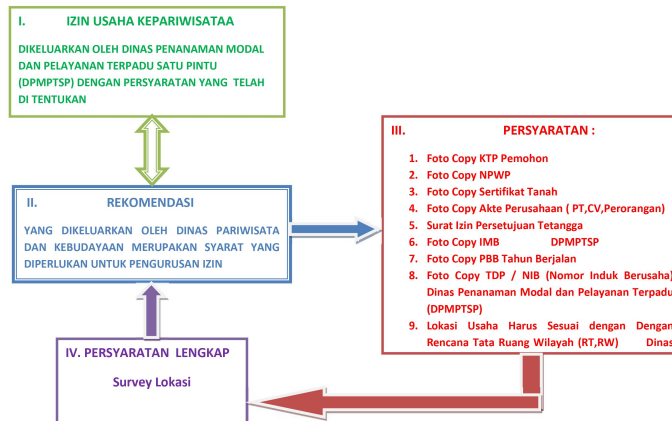 I. IZIN USAHA KEPARIWISATAA
DIKELUARKAN OLEH DINAS PENANAMAN MODAL
DAN PELAYANAN TERPADU SATU PINTU
(DPMPTSP) DENGAN PERSYARATAN YANG TELAH
DI TENTUKAN
II. REKOMENDASI
YANG DIKELUARKAN OLEH DINAS PARIWISATA
DAN KEBUDAYAAN MERUPAKAN SYARAT YANG
DIPERLUKAN UNTUK PENGURUSAN IZIN
III. PERSYARATAN :
1. Foto Copy KTP Pemohon
2. Foto Copy NPWP
3. Foto Copy Sertifikat Tanah
4. Foto Copy Akte Perusahaan ( PT,CV,Perorangan)
5. Surat Izin Persetujuan Tetangga
6. Foto Copy IMB DPMPTSP
7. Foto Copy PBB Tahun Berjalan
8. Foto Copy TDP / NIB (Nomor Induk Berusaha)
Dinas Penanaman Modal dan Pelayanan Terpadu
(DPMPTSP)
9. Lokasi Usaha Harus Sesuai dengan Dengan
Rencana Tata Ruang Wilayah (RT,RW) Dinas
IV. PERSYARATAN LENGKAP
Survey Lokasi